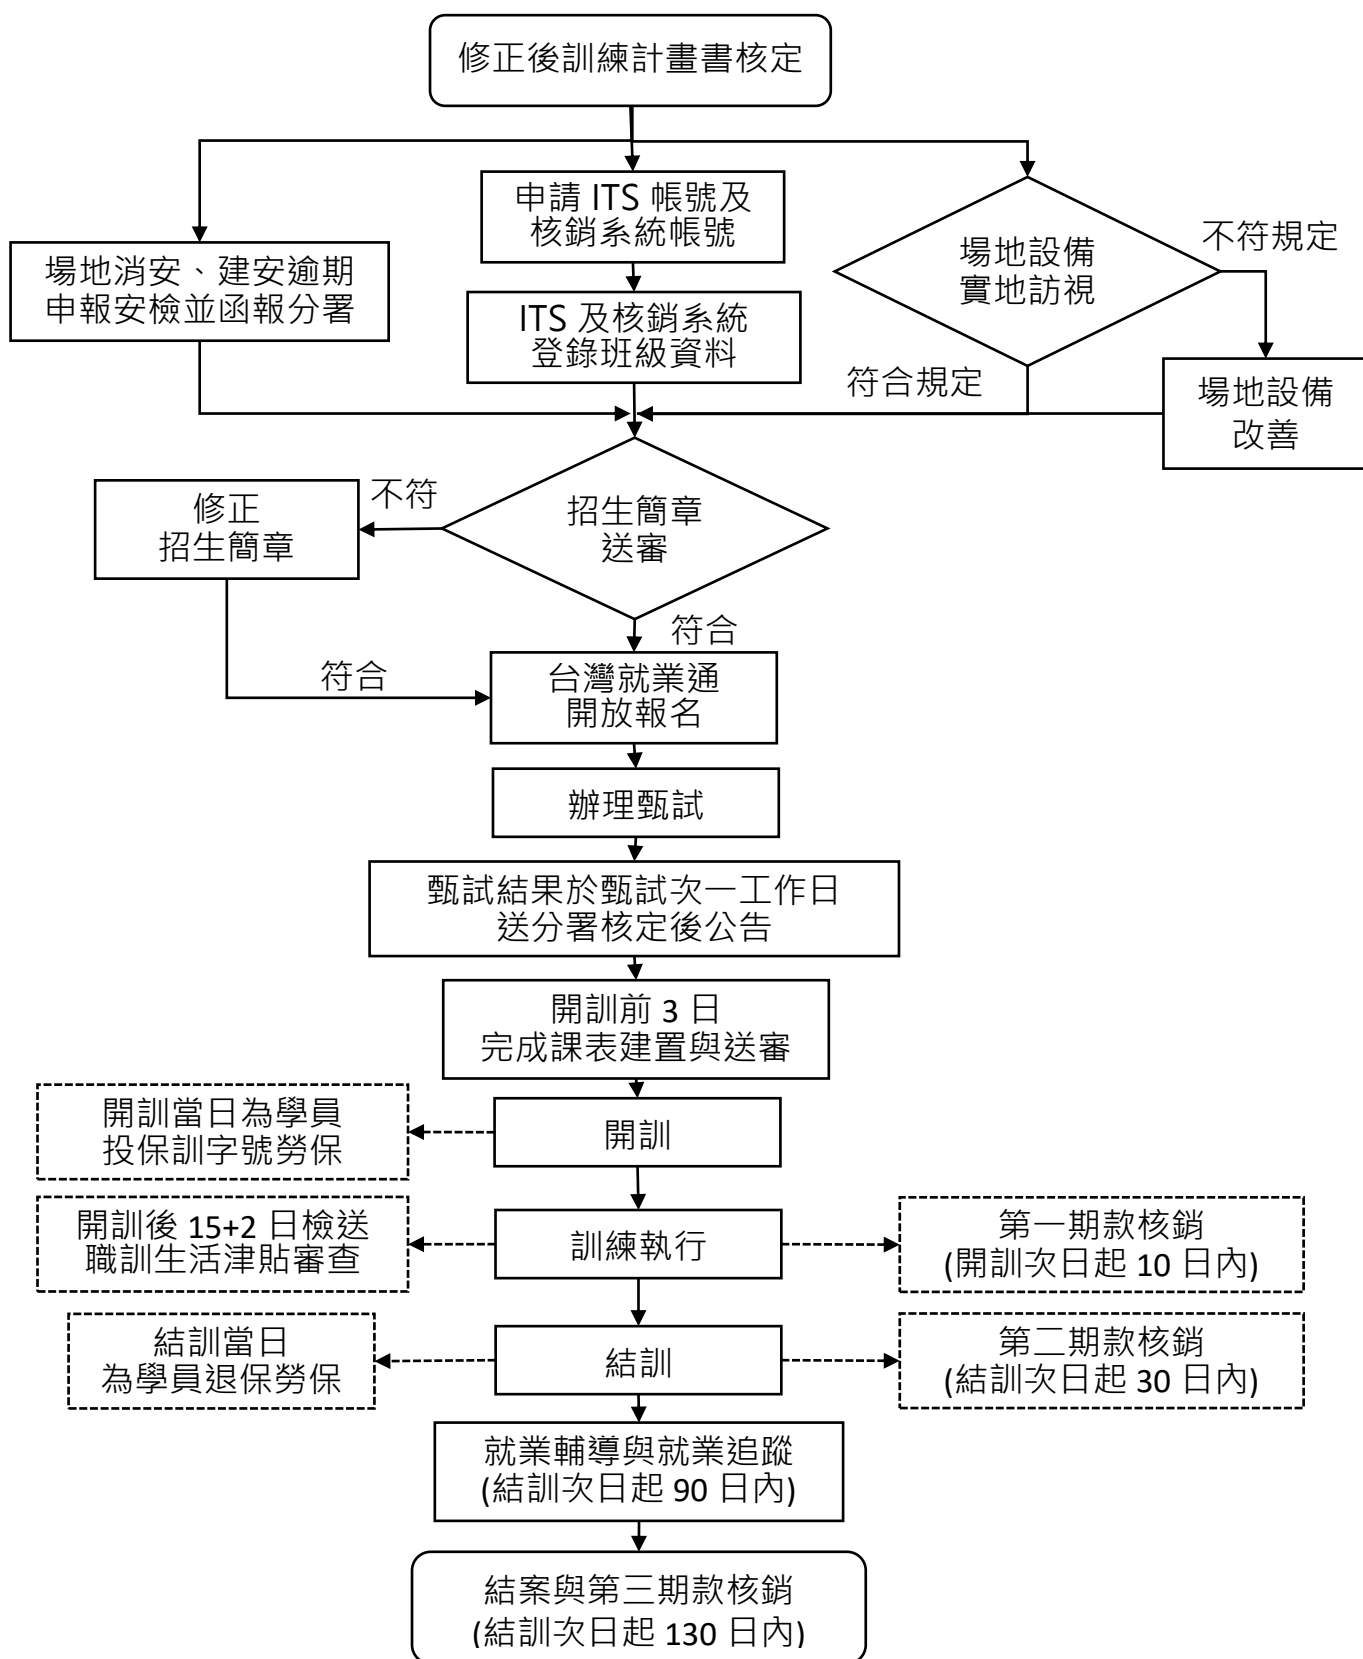 修正後訓練計畫書核定
申請 ITS 帳號及
核銷系統帳號
場地消安、建安逾期
申報安檢並函報分署
場地設備
實地訪視
不符規定
ITS 及核銷系統
登錄班級資料
符合規定
場地設備
改善
招生簡章
送審
不符
修正
招生簡章
符合
符合
台灣就業通
開放報名
辦理甄試
甄試結果於甄試次一工作日
送分署核定後公告
開訓前 3 日
完成課表建置與送審
開訓當日為學員
投保訓字號勞保
開訓
開訓後 15+2 日檢送
職訓生活津貼審查
訓練執行
第一期款核銷
(開訓次日起 10 日內)
結訓當日
為學員退保勞保
結訓
第二期款核銷
(結訓次日起 30 日內)
就業輔導與就業追蹤
(結訓次日起 90 日內)
結案與第三期款核銷
(結訓次日起 130 日內)